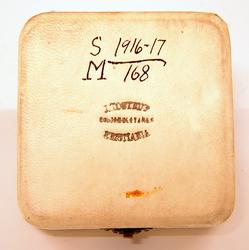 S 1916-17
M 168
J. TOSTRUP
KRISTIANIA